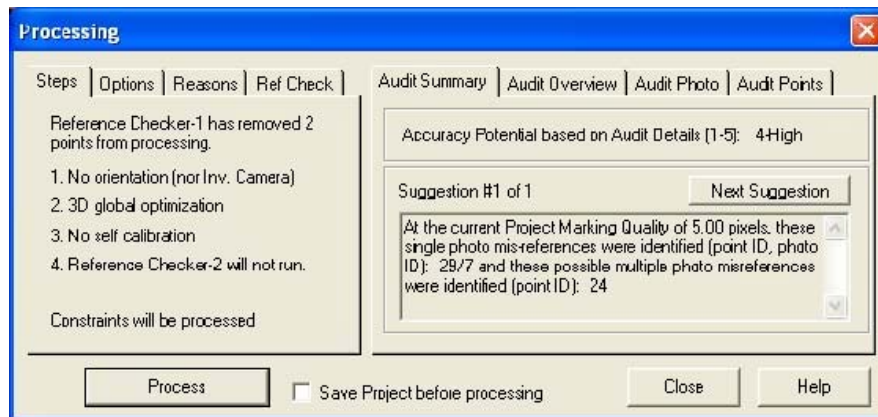 Processing
Steps Options Reasons Ref Check
Reference Checker-1 has removed 2
points from processing.
1. No orientation (nor Inv. Camera)
2. 3D global optimization
3. No self calibration
4. Reference Checker-2 will not run.
Constraints will be processed
Audit Summary Audit Overview Audit Photo Audit Points
Accuracy Potential based on Audit Details (1-5): 4-High
Suggestion #1 of 1 Next Suggestion
At the current Project Marking Quality of 5.00 pixels, these
single photo mis-references were identified (point ID, photo
ID): 29/7 and these possible multiple photo misreferences
were identified (point ID): 24
Process Save Project before processing Close Help